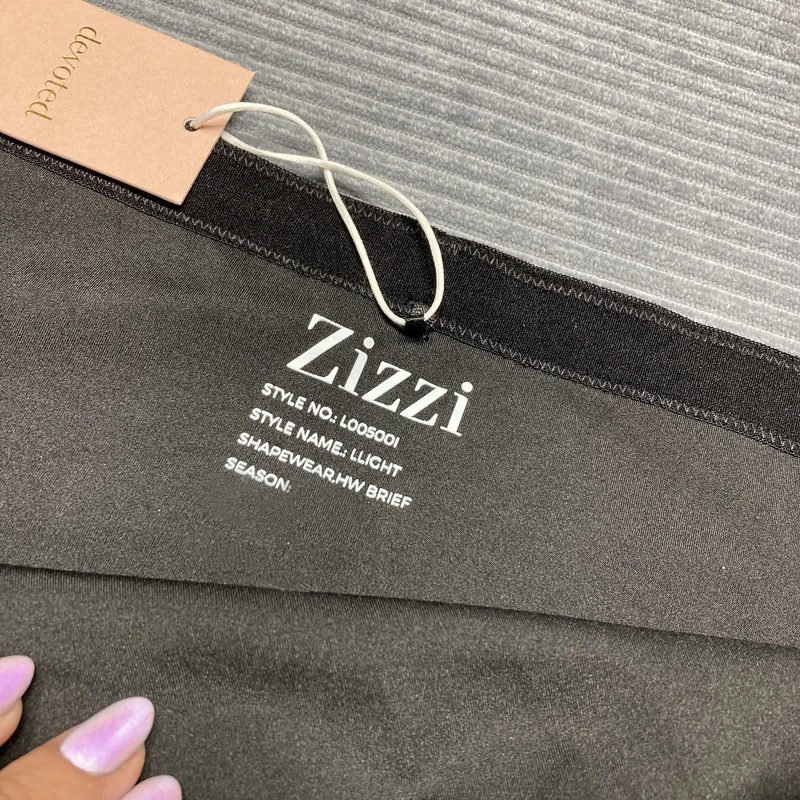 devoted
Zizzi
STYLE NO.: L005001
STYLE NAME.: LLIGHT
SHAPEWEAR,HW BRIEF
SEASON: